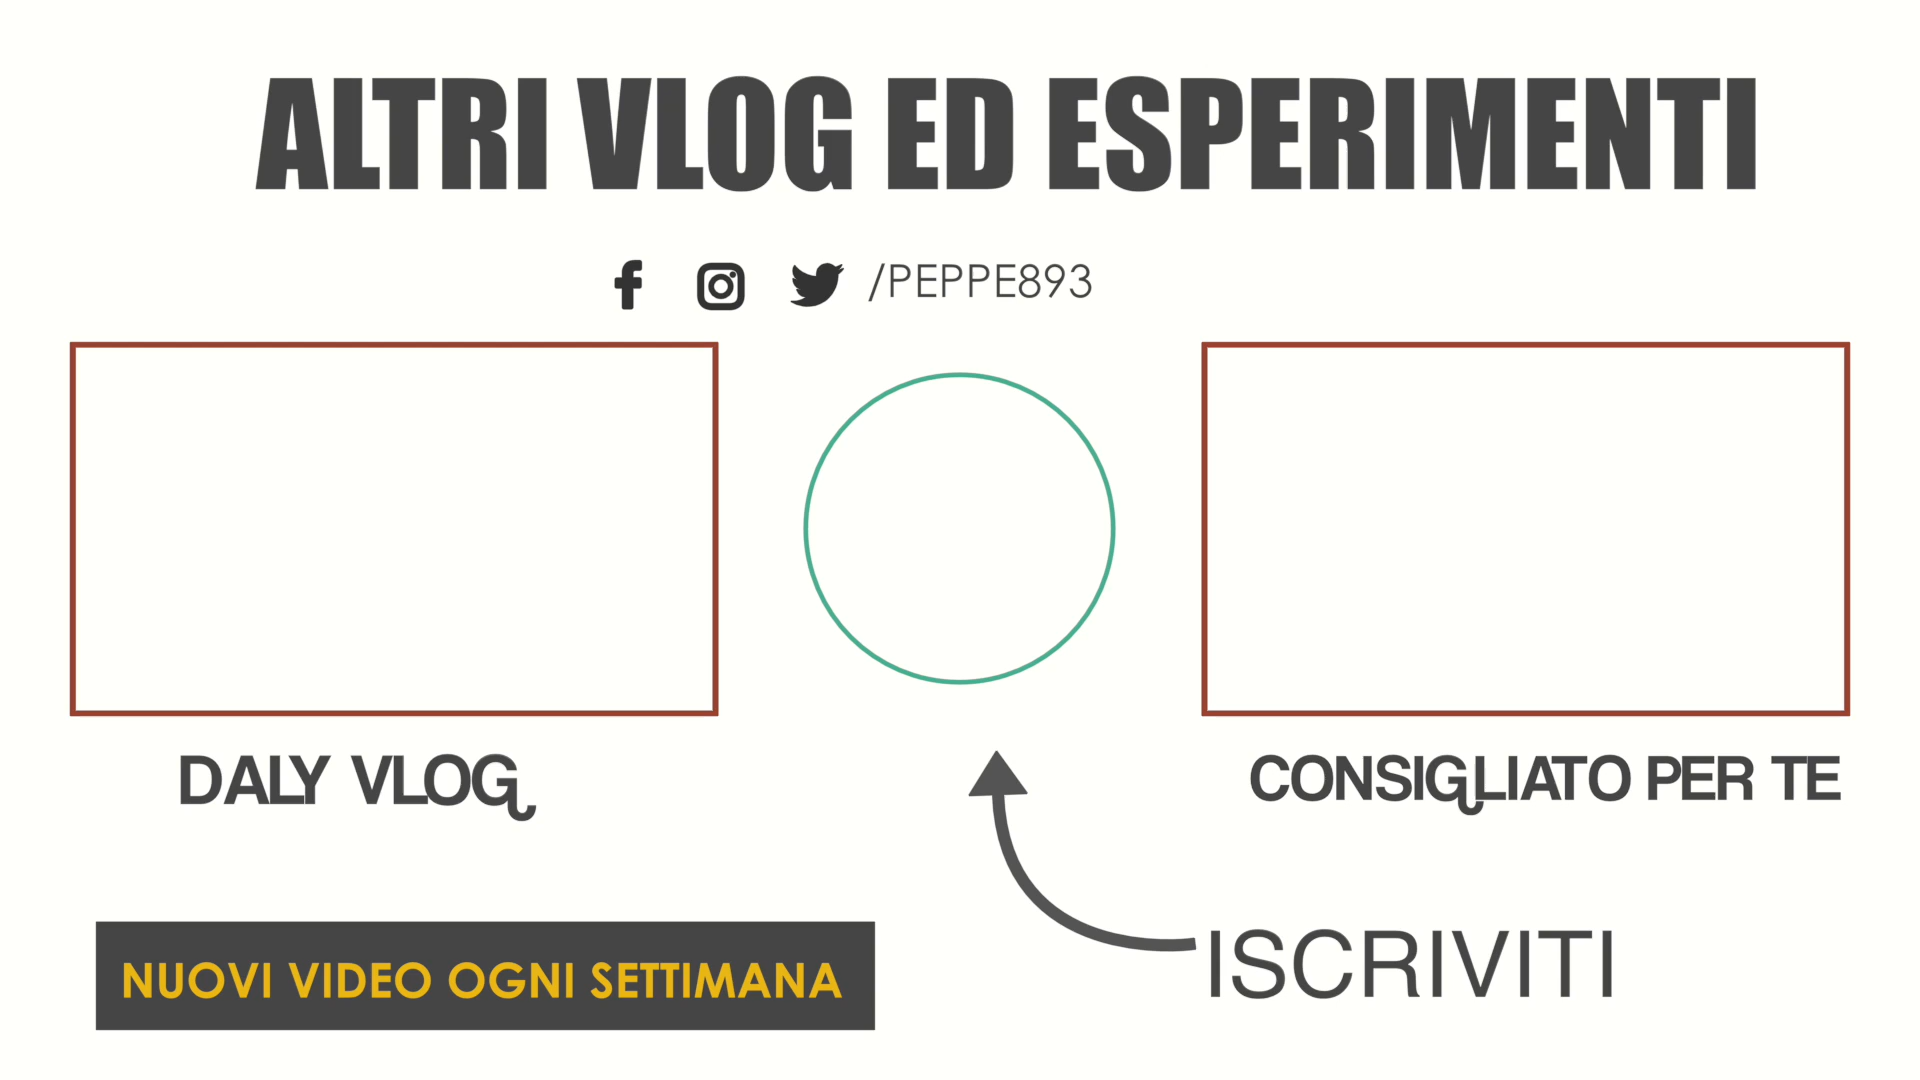 ALTRI VLOG ED ESPERIMENTI
/PEPPE893
DALY VLOG
CONSIGLIATO PER TE
ISCRIVITI
NUOVI VIDEO OGNI SETTIMANA